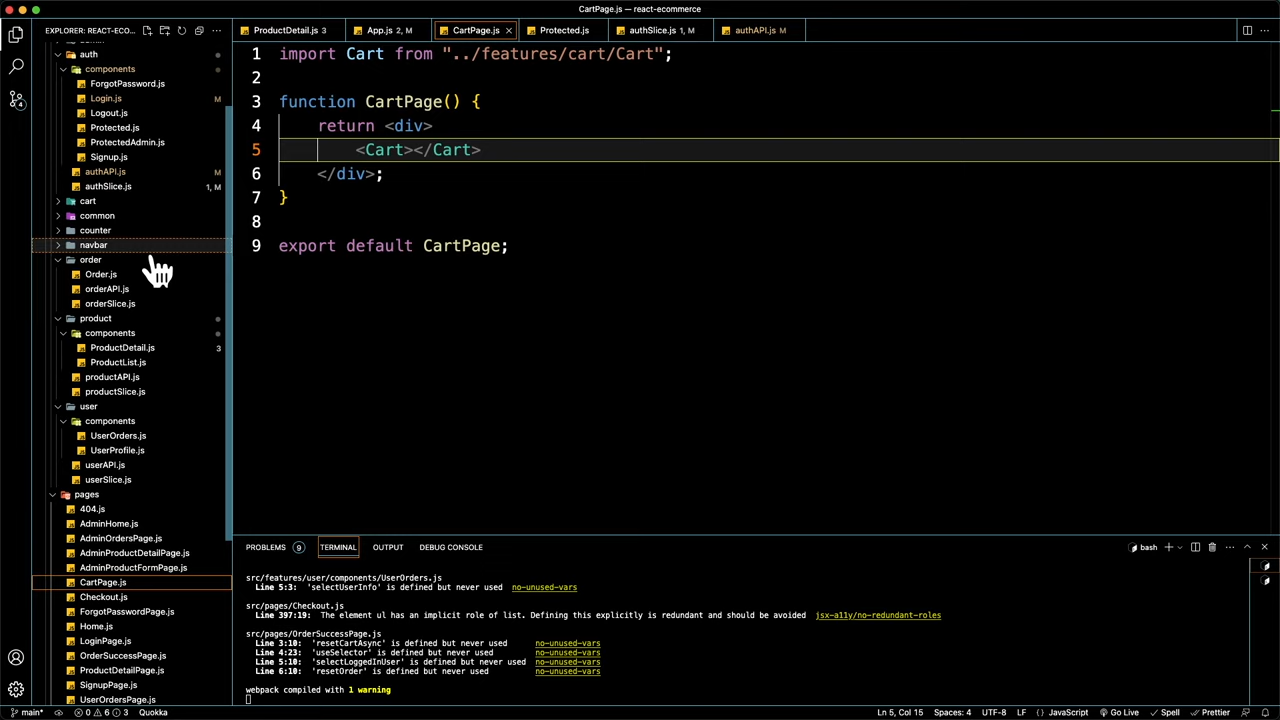 CartPage.js — react-ecommerce
EXPLORER: REACT-ECO... ...
ProductDetail.js 3 App.js 2, M CartPage.js × Protected.js authSlice.js 1, M authAPI.js M ...
auth
components
ForgotPassword.js
Login.js M
Logout.js
Protected.js
ProtectedAdmin.js
Signup.js
authAPI.js M
authSlice.js 1, M
cart
common
counter
navbar
order
Order.js
orderAPI.js
orderSlice.js
product
components
ProductDetail.js 3
ProductList.js
productAPI.js
productSlice.js
user
components
UserOrders.js
UserProfile.js
userAPI.js
userSlice.js
pages
404.js
AdminHome.js
AdminOrdersPage.js
AdminProductDetailPage.js
AdminProductFormPage.js
CartPage.js
Checkout.js
ForgotPasswordPage.js
Home.js
LoginPage.js
OrderSuccessPage.js
ProductDetailPage.js
SignupPage.js
UserOrdersPage.js
4
1 import Cart from "../features/cart/Cart";
2
3 function CartPage() {
4 return <div>
5 <Cart></Cart>
6 </div>;
7 }
8
9 export default CartPage;
PROBLEMS 9 TERMINAL OUTPUT DEBUG CONSOLE bash
src/features/user/components/UserOrders.js
Line 5:3: 'selectUserInfo' is defined but never used no-unused-vars
src/pages/Checkout.js
Line 397:19: The element ul has an implicit role of list. Defining this explicitly is redundant and should be avoided jsx-a11y/no-redundant-roles
src/pages/OrderSuccessPage.js
Line 3:10: 'resetCartAsync' is defined but never used no-unused-vars
Line 4:23: 'useSelector' is defined but never used no-unused-vars
Line 5:10: 'selectLoggedInUser' is defined but never used no-unused-vars
Line 6:10: 'resetOrder' is defined but never used no-unused-vars
webpack compiled with 1 warning
main* 0 6 3 Quokka Ln 5, Col 15 Spaces: 4 UTF-8 LF {} JavaScript Go Live Spell Prettier